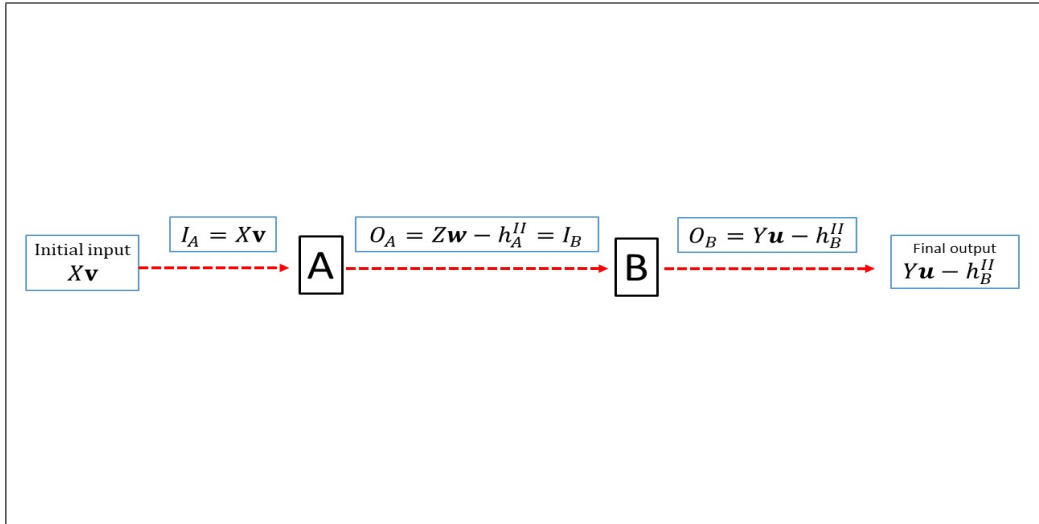 Initial input
X𝐯
I_A = X𝐯
A
O_A = Z𝒘 − h_A^{II} = I_B
B
O_B = Y𝒖 − h_B^{II}
Final output
Y𝒖 − h_B^{II}